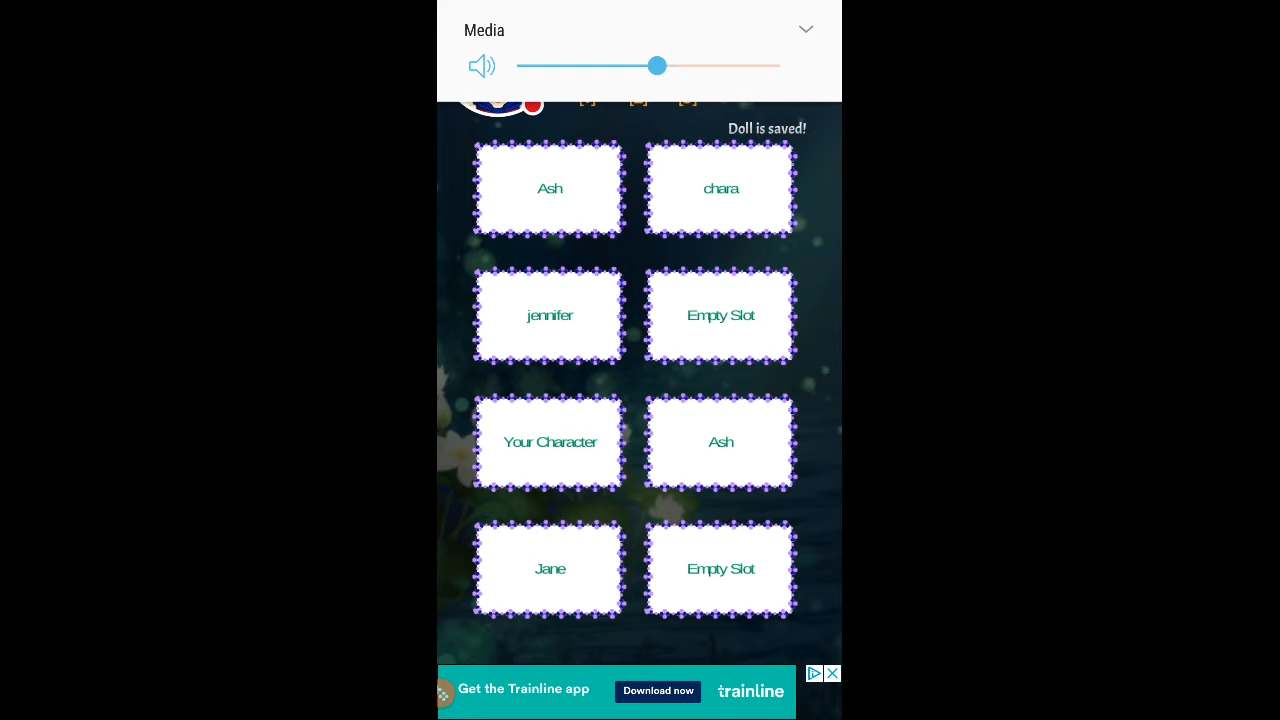 Media
Doll is saved!
Ash
chara
jennifer
Empty Slot
Your Character
Ash
Jane
Empty Slot
Get the Trainline app
Download now
trainline